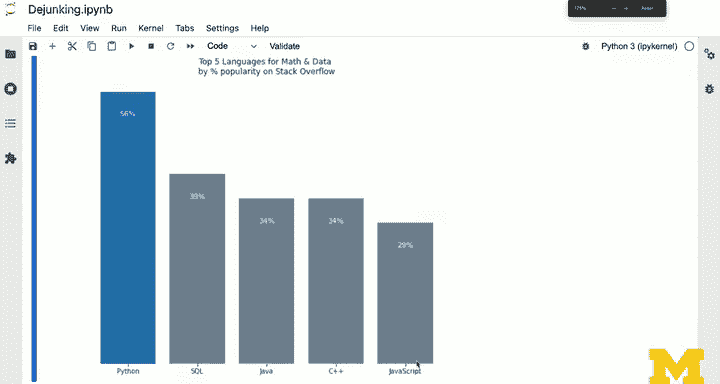 Dejunking.ipynb
File Edit View Run Kernel Tabs Settings Help
Code Validate Python 3 (ipykernel)
Top 5 Languages for Math & Data
by % popularity on Stack Overflow
56%
39%
34%
34%
29%
Python SQL Java C++ JavaScript
M